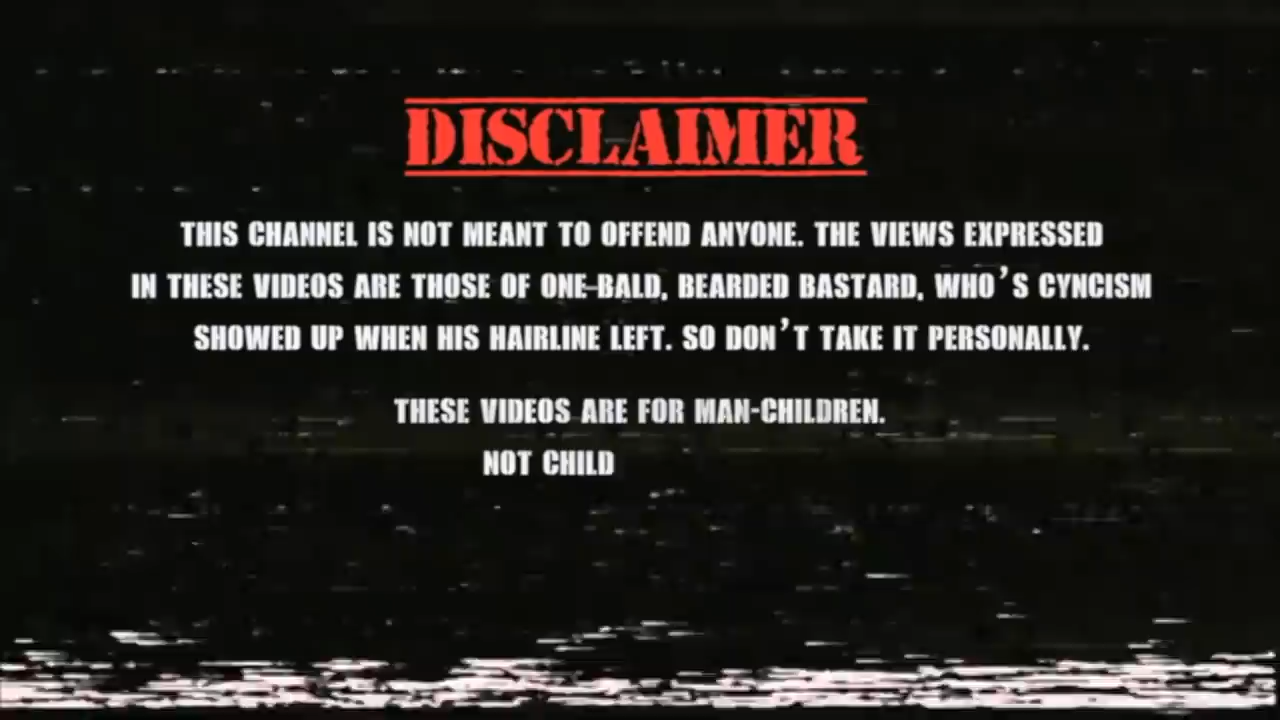 DISCLAIMER
THIS CHANNEL IS NOT MEANT TO OFFEND ANYONE. THE VIEWS EXPRESSED
IN THESE VIDEOS ARE THOSE OF ONE-BALD, BEARDED BASTARD, WHO'S CYNCISM
SHOWED UP WHEN HIS HAIRLINE LEFT. SO DON'T TAKE IT PERSONALLY.
THESE VIDEOS ARE FOR MAN-CHILDREN.
NOT CHILD